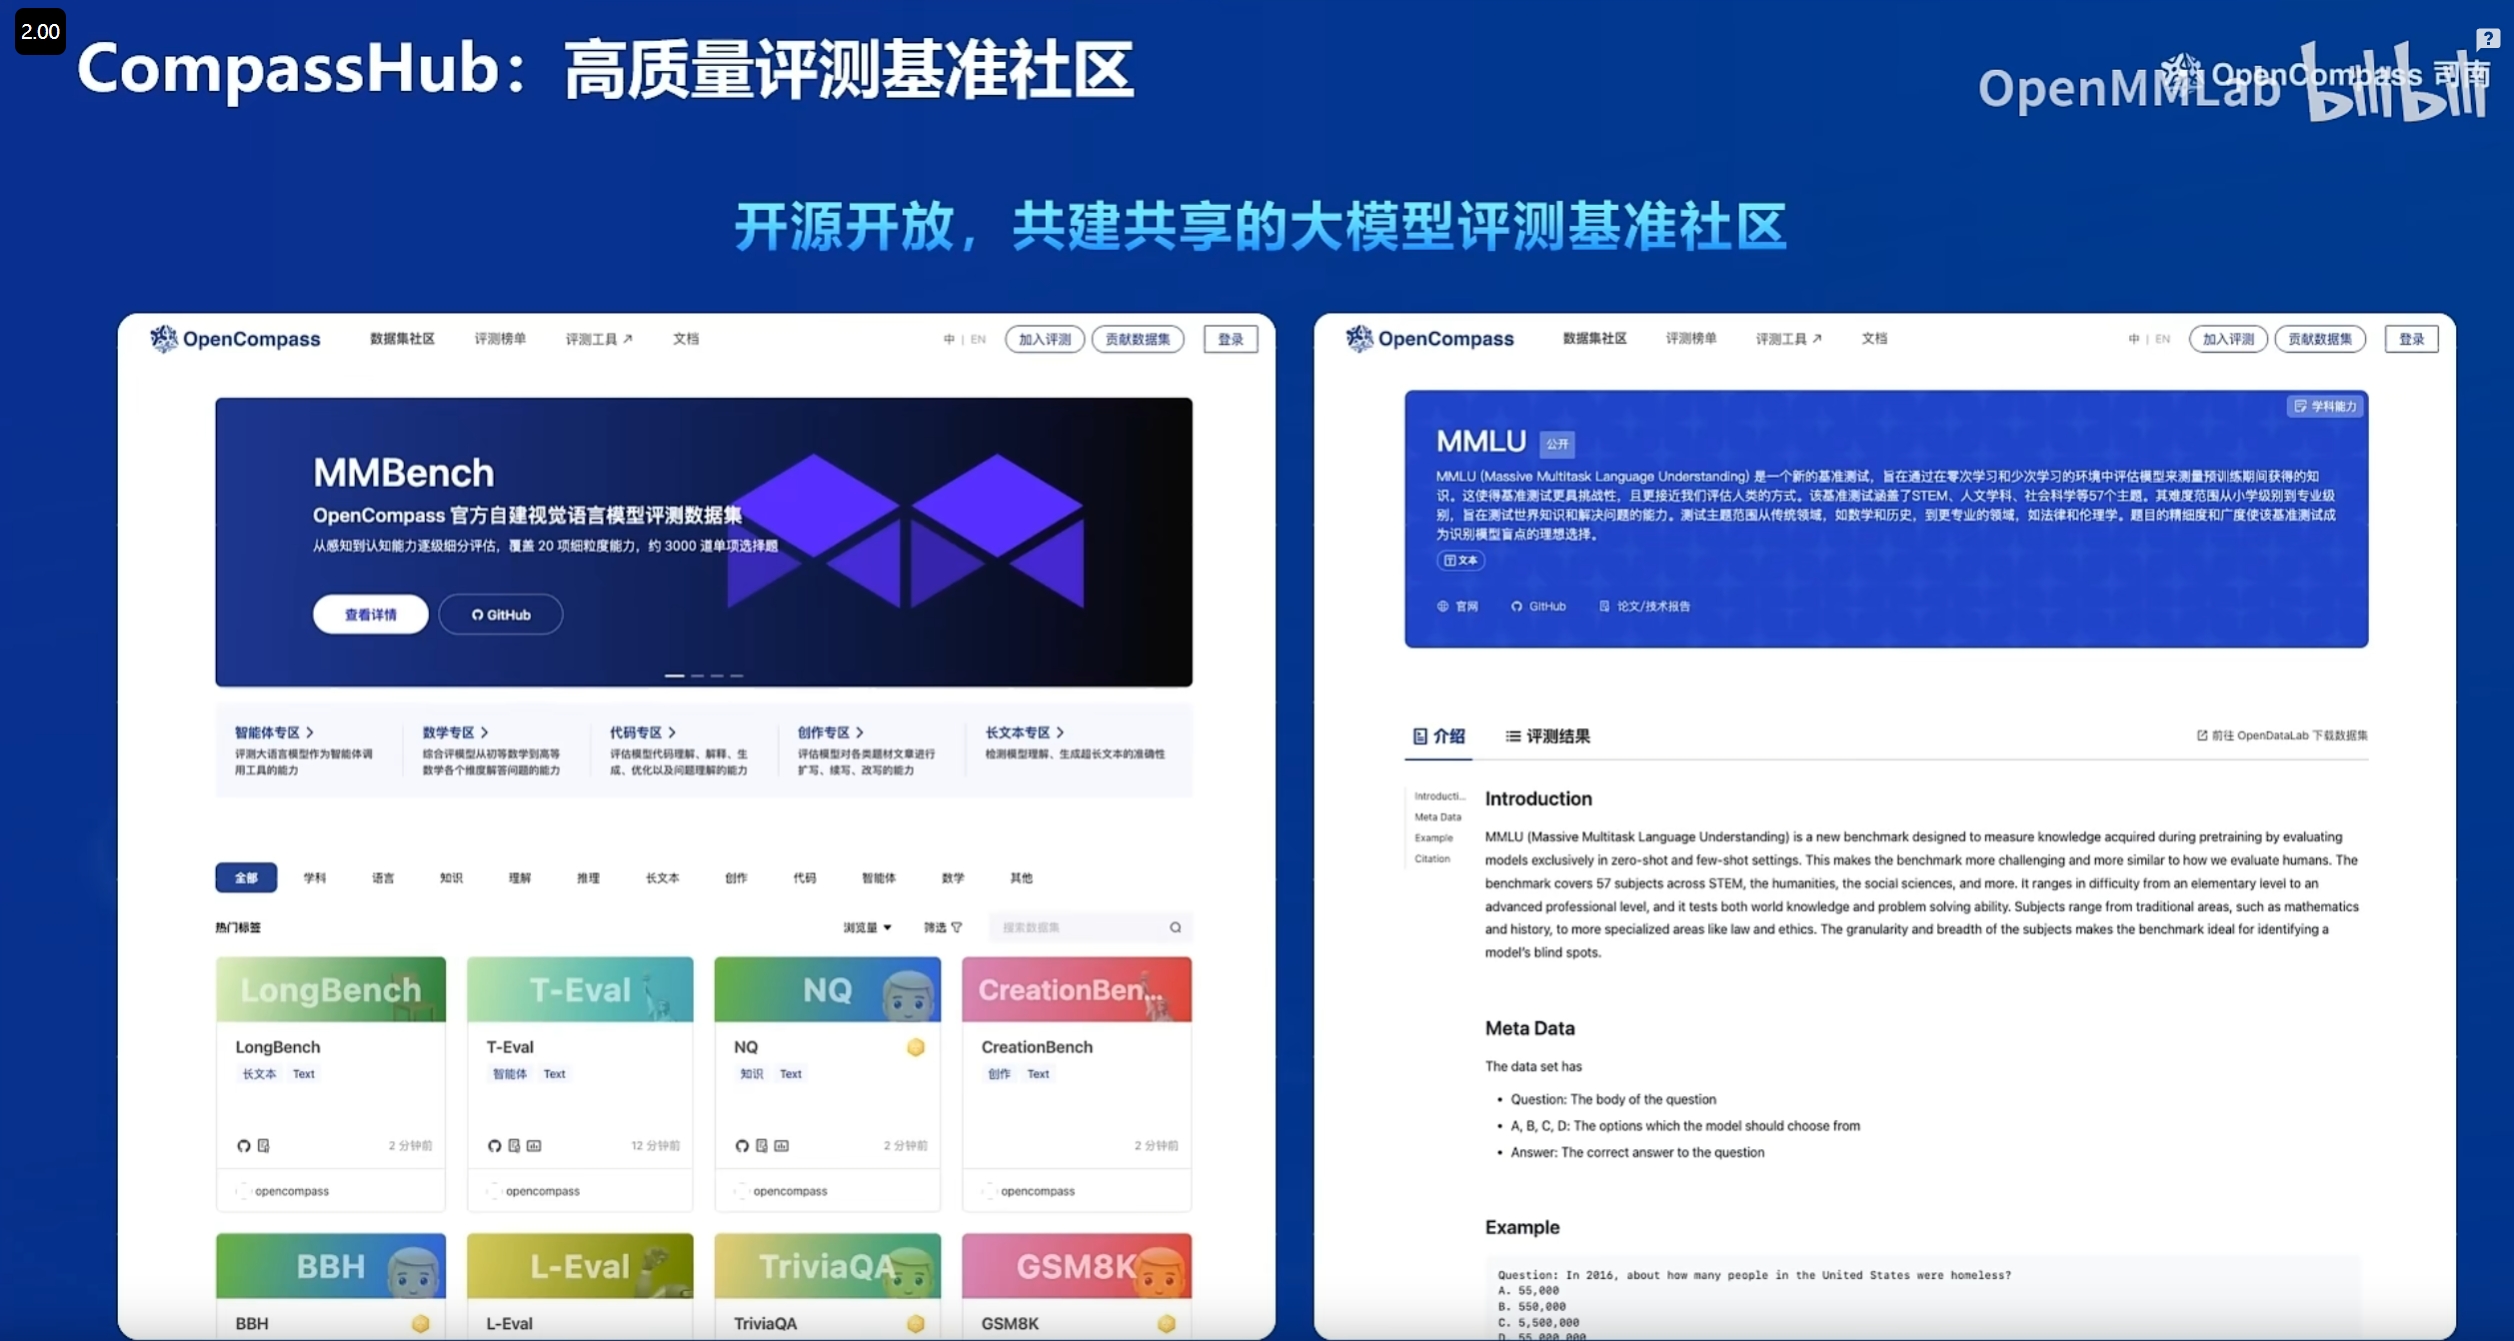 2.00
CompassHub：高质量评测基准社区
OpenMMLab
bilibili
OpenCompass 司南
?
开源开放，共建共享的大模型评测基准社区
OpenCompass 数据集社区 评测榜单 评测工具 文档 中 | EN 加入评测 贡献数据集 登录
MMBench
OpenCompass 官方自建视觉语言模型评测数据集
从感知到认知能力逐级细分评估，覆盖 20 项细粒度能力，约 3000 道单项选择题
查看详情 GitHub
智能体专区 数学专区 代码专区 创作专区 长文本专区
评测大语言模型作为智能体调
用工具的能力
综合评模型从初等数学到高等
数学各个维度解答问题的能力
评估模型代码理解、解释、生
成、优化以及问题理解的能力
评估模型对各类题材文章进行
扩写、续写、改写的能力
检测模型理解、生成超长文本的准确性
全部 学科 语言 知识 理解 推理 长文本 创作 代码 智能体 数学 其他
热门标签 浏览量 筛选 搜索数据集
LongBench T-Eval NQ CreationBen...
LongBench T-Eval NQ CreationBench
长文本 Text 智能体 Text 知识 Text 创作 Text
2 分钟前 12 分钟前 2 分钟前 2 分钟前
opencompass opencompass opencompass opencompass
BBH L-Eval TriviaQA GSM8K
BBH L-Eval TriviaQA GSM8K
OpenCompass 数据集社区 评测榜单 评测工具 文档 中 | EN 加入评测 贡献数据集 登录
学科能力
MMLU 公开
MMLU (Massive Multitask Language Understanding) 是一个新的基准测试，旨在通过在零次学习和少次学习的环境中评估模型来测量预训练期间获得的知
识。这使得基准测试更具挑战性，且更接近我们评估人类的方式。该基准测试涵盖了STEM、人文学科、社会科学等57个主题。其难度范围从小学级别到专业级
别，旨在测试世界知识和解决问题的能力。测试主题范围从传统领域，如数学和历史，到更专业的领域，如法律和伦理学。题目的精细度和广度使该基准测试成
为识别模型盲点的理想选择。
文本
官网 GitHub 论文/技术报告
介绍 评测结果 前往 OpenDataLab 下载数据集
Introducti...
Meta Data
Example
Citation
Introduction
MMLU (Massive Multitask Language Understanding) is a new benchmark designed to measure knowledge acquired during pretraining by evaluating
models exclusively in zero-shot and few-shot settings. This makes the benchmark more challenging and more similar to how we evaluate humans. The
benchmark covers 57 subjects across STEM, the humanities, the social sciences, and more. It ranges in difficulty from an elementary level to an
advanced professional level, and it tests both world knowledge and problem solving ability. Subjects range from traditional areas, such as mathematics
and history, to more specialized areas like law and ethics. The granularity and breadth of the subjects makes the benchmark ideal for identifying a
model's blind spots.
Meta Data
The data set has
• Question: The body of the question
• A, B, C, D: The options which the model should choose from
• Answer: The correct answer to the question
Example
Question: In 2016, about how many people in the United States were homeless?
A. 55,000
B. 550,000
C. 5,500,000
D. 55,000,000